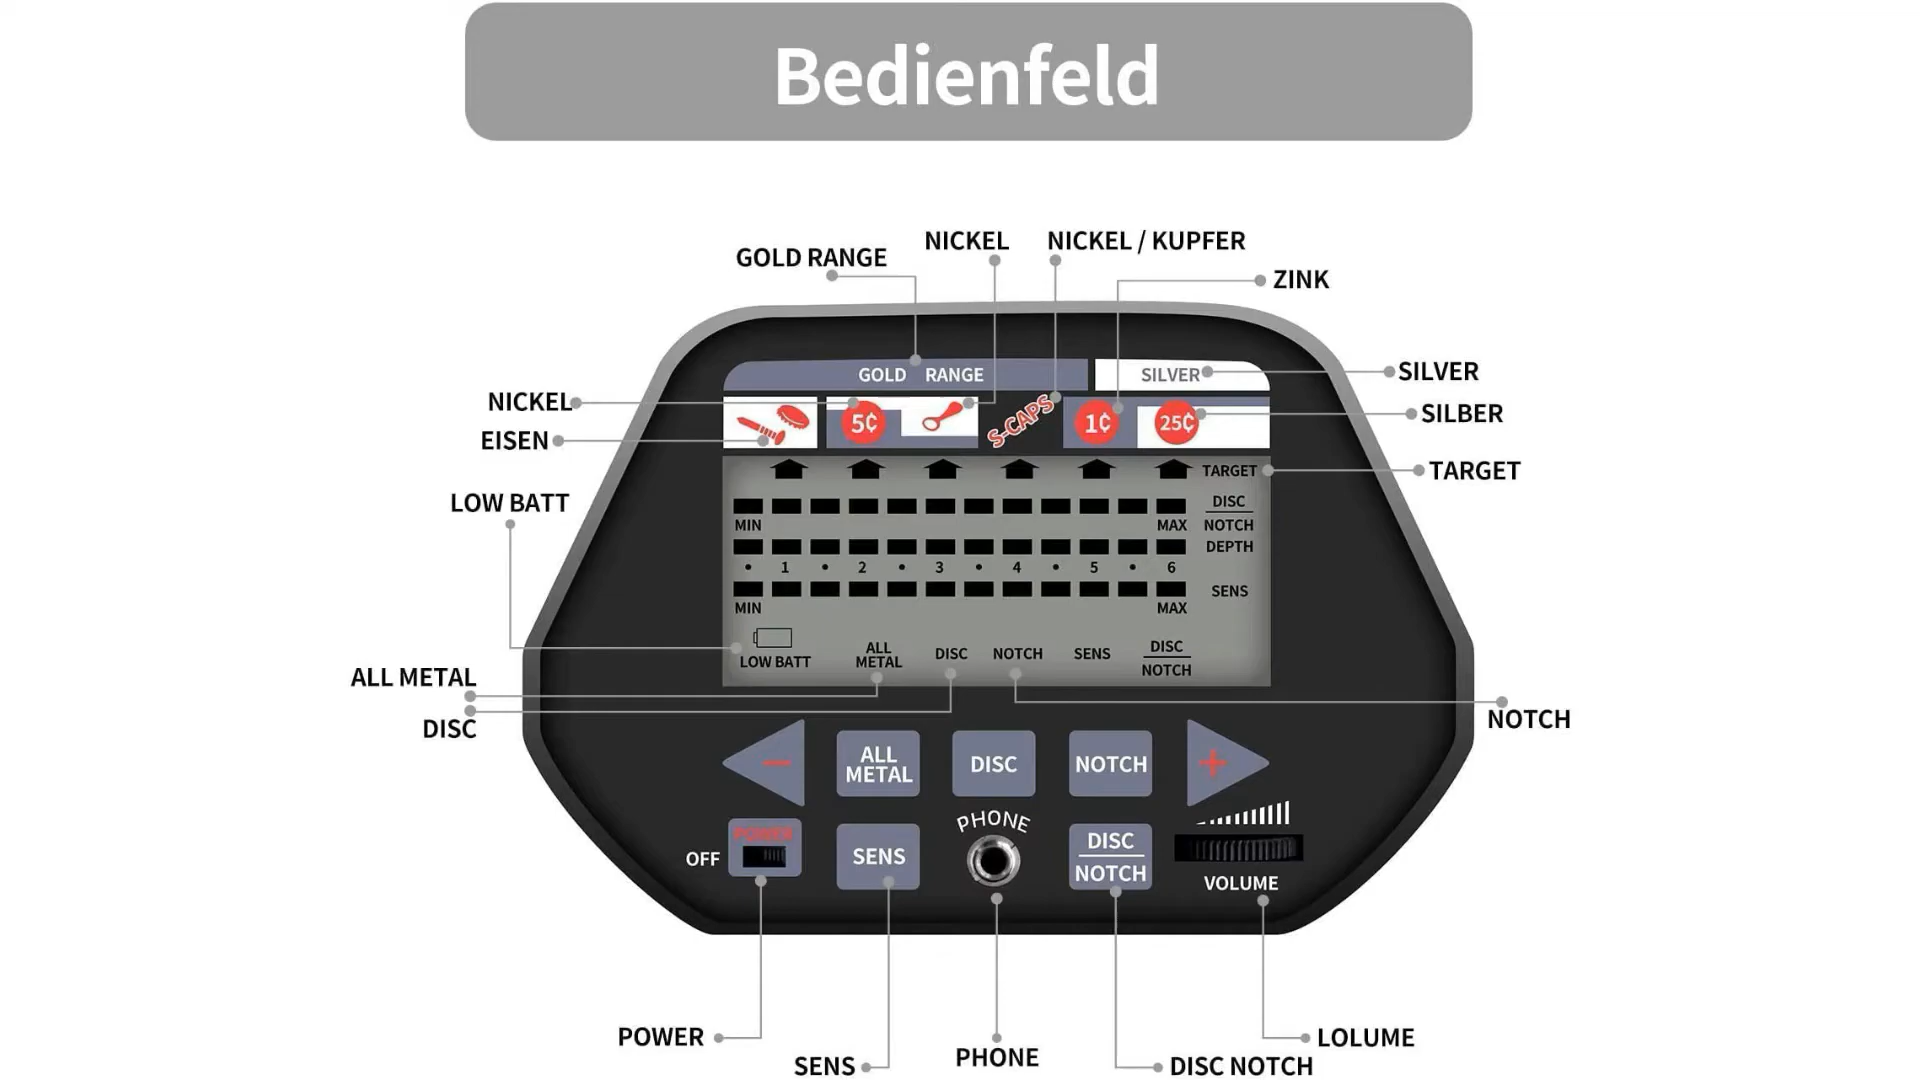 Bedienfeld
NICKEL
NICKEL / KUPFER
GOLD RANGE
ZINK
GOLD RANGE
SILVER
SILVER
NICKEL
5¢
S-CAPS
1¢
25¢
SILBER
EISEN
TARGET
TARGET
LOW BATT
DISC
MIN
MAX
NOTCH
DEPTH
• 1 • 2 • 3 • 4 • 5 • 6
SENS
MIN
MAX
LOW BATT
ALL
METAL
DISC
NOTCH
SENS
DISC
NOTCH
ALL METAL
DISC
NOTCH
−
ALL
METAL
DISC
NOTCH
+
POWER
OFF
SENS
PHONE
DISC
NOTCH
VOLUME
POWER
SENS
PHONE
DISC NOTCH
LOLUME